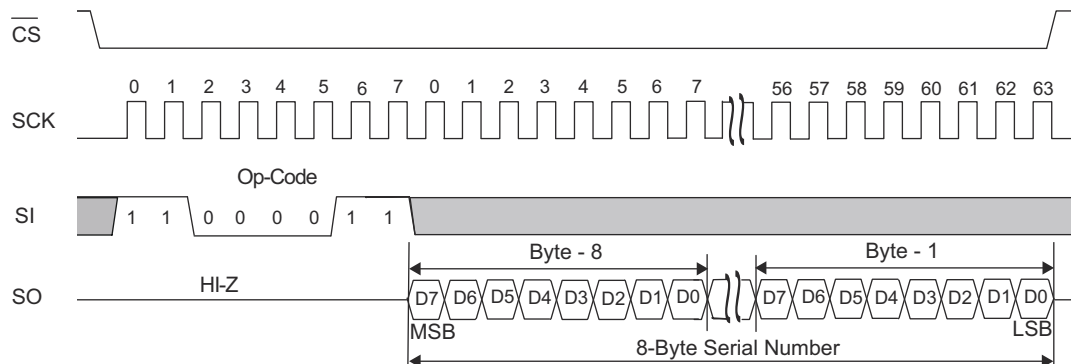 CS
0 1 2 3 4 5 6 7 0 1 2 3 4 5 6 7 56 57 58 59 60 61 62 63
SCK
Op-Code
SI 1 1 0 0 0 0 1 1
Byte - 8 Byte - 1
HI-Z
SO D7 D6 D5 D4 D3 D2 D1 D0 D7 D6 D5 D4 D3 D2 D1 D0
MSB LSB
8-Byte Serial Number